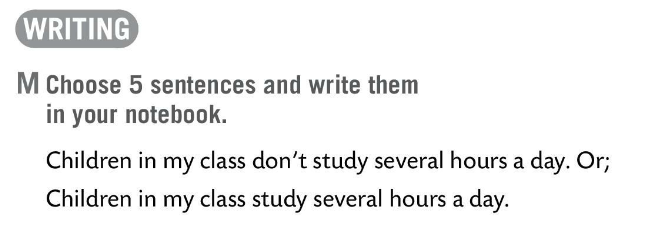 WRITING
M Choose 5 sentences and write them
in your notebook.
Children in my class don't study several hours a day. Or;
Children in my class study several hours a day.